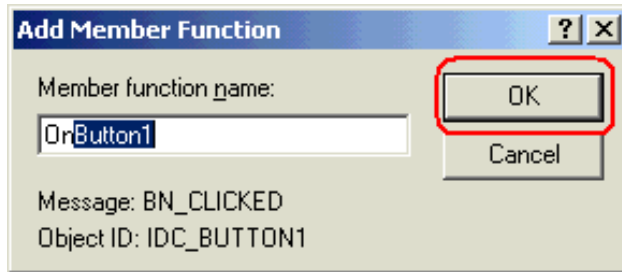 Add Member Function
Member function name:
OnButton1
OK
Cancel
Message: BN_CLICKED
Object ID: IDC_BUTTON1